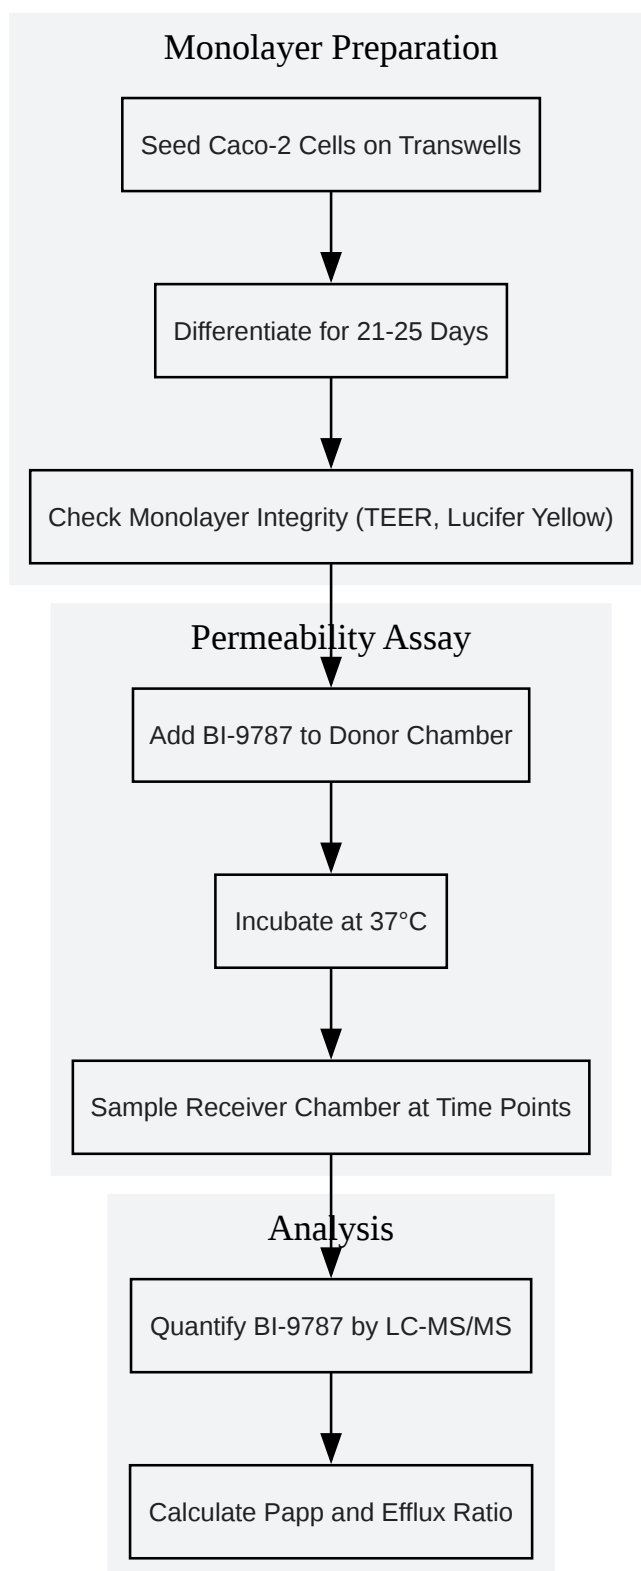 Monolayer Preparation
Seed Caco-2 Cells on Transwells
Differentiate for 21-25 Days
Check Monolayer Integrity (TEER, Lucifer Yellow)
Permeability Assay
Add BI-9787 to Donor Chamber
Incubate at 37°C
Sample Receiver Chamber at Time Points
Analysis
Quantify BI-9787 by LC-MS/MS
Calculate Papp and Efflux Ratio